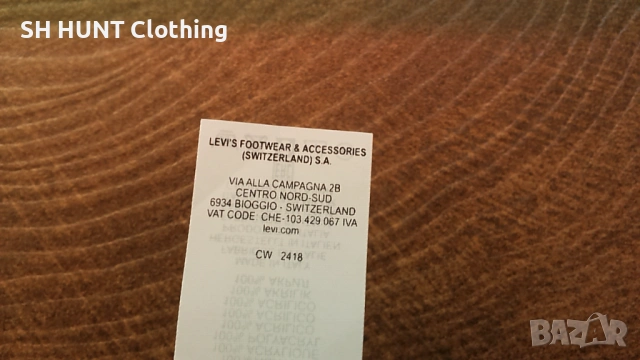 SH HUNT Clothing
LEVI'S FOOTWEAR & ACCESSORIES
(SWITZERLAND) S.A.
VIA ALLA CAMPAGNA 2B
CENTRO NORD-SUD
6934 BIOGGIO - SWITZERLAND
VAT CODE: CHE-103.429.067 IVA
levi.com
CW 2418
BAZAR